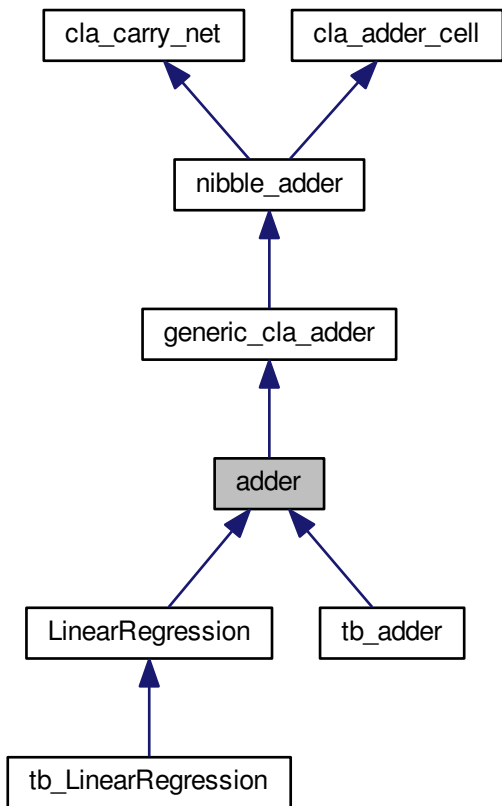 cla_carry_net
cla_adder_cell
nibble_adder
generic_cla_adder
adder
LinearRegression
tb_adder
tb_LinearRegression